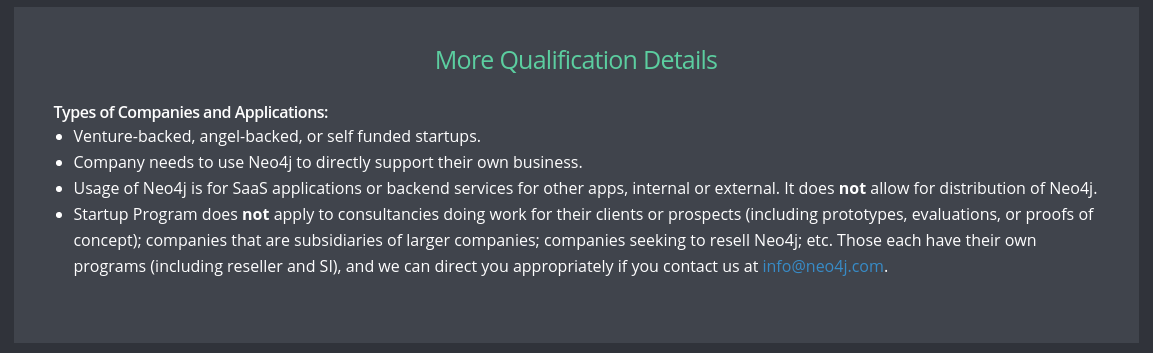 More Qualification Details
Types of Companies and Applications:
• Venture-backed, angel-backed, or self funded startups.
• Company needs to use Neo4j to directly support their own business.
• Usage of Neo4j is for SaaS applications or backend services for other apps, internal or external. It does not allow for distribution of Neo4j.
• Startup Program does not apply to consultancies doing work for their clients or prospects (including prototypes, evaluations, or proofs of
concept); companies that are subsidiaries of larger companies; companies seeking to resell Neo4j; etc. Those each have their own
programs (including reseller and SI), and we can direct you appropriately if you contact us at info@neo4j.com.